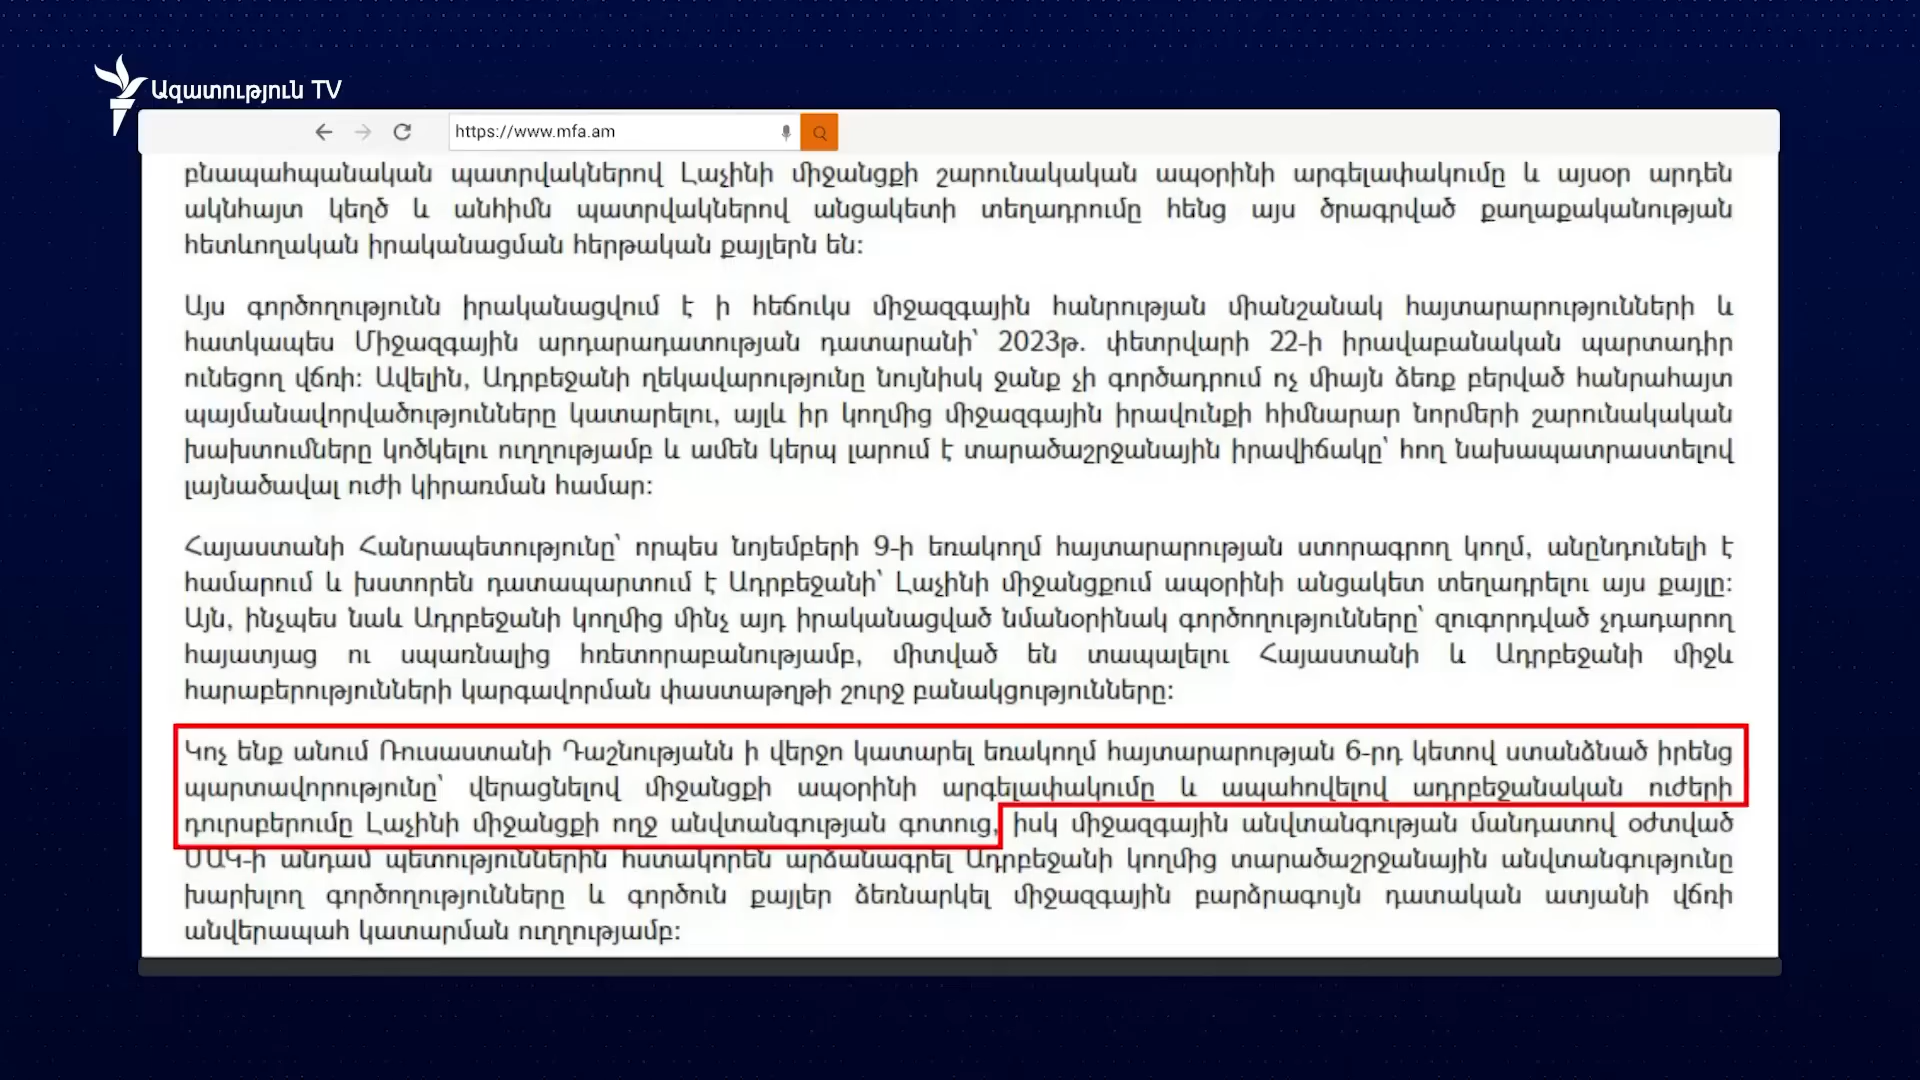 Ազատություն TV
https://www.mfa.am
բնապահպանական պատրվակներով Լաչինի միջանցքի շարունակական ապօրինի արգելափակումը և այսօր արդեն
ակնհայտ կեղծ և անհիմն պատրվակներով անցակետի տեղադրումը հենց այս ծրագրված քաղաքականության
հետևողական իրականացման հերթական քայլերն են:
Այս գործողությունն իրականացվում է ի հեճուկս միջազգային հանրության միանշանակ հայտարարությունների և
հատկապես Միջազգային արդարադատության դատարանի՝ 2023թ. փետրվարի 22-ի իրավաբանական պարտադիր
ունեցող վճռի: Ավելին, Ադրբեջանի ղեկավարությունը նույնիսկ ջանք չի գործադրում ոչ միայն ձեռք բերված հանրահայտ
պայմանավորվածությունները կատարելու, այլև իր կողմից միջազգային իրավունքի հիմնարար նորմերի շարունակական
խախտումները կոծկելու ուղղությամբ և ամեն կերպ լարում է տարածաշրջանային իրավիճակը՝ հող նախապատրաստելով
լայնածավալ ուժի կիրառման համար:
Հայաստանի Հանրապետությունը՝ որպես նոյեմբերի 9-ի եռակողմ հայտարարության ստորագրող կողմ, անընդունելի է
համարում և խստորեն դատապարտում է Ադրբեջանի՝ Լաչինի միջանցքում ապօրինի անցակետ տեղադրելու այս քայլը:
Այն, ինչպես նաև Ադրբեջանի կողմից մինչ այդ իրականացված նմանօրինակ գործողությունները՝ զուգորդված չդադարող
հայատյաց ու սպառնալից հռետորաբանությամբ, միտված են տապալելու Հայաստանի և Ադրբեջանի միջև
հարաբերությունների կարգավորման փաստաթղթի շուրջ բանակցությունները:
Կոչ ենք անում Ռուսաստանի Դաշնությանն ի վերջո կատարել եռակողմ հայտարարության 6-րդ կետով ստանձնած իրենց
պարտավորությունը՝ վերացնելով միջանցքի ապօրինի արգելափակումը և ապահովելով ադրբեջանական ուժերի
դուրսբերումը Լաչինի միջանցքի ողջ անվտանգության գոտուց, իսկ միջազգային անվտանգության մանդատով օժտված
ՄԱԿ-ի անդամ պետություններին հստակորեն արձանագրել Ադրբեջանի կողմից տարածաշրջանային անվտանգությունը
խարխլող գործողությունները և գործուն քայլեր ձեռնարկել միջազգային բարձրագույն դատական ատյանի վճռի
անվերապահ կատարման ուղղությամբ: